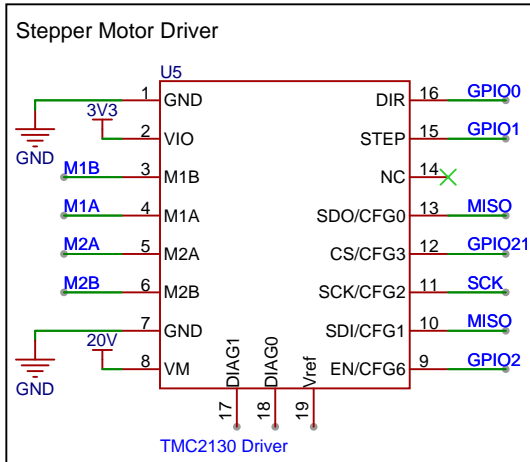 Stepper Motor Driver
U5
1 GND DIR 16 GPIO0
3V3
GND
2 VIO STEP 15 GPIO1
M1B 3 M1B NC 14
M1A 4 M1A SDO/CFG0 13 MISO
M2A 5 M2A CS/CFG3 12 GPIO21
M2B 6 M2B SCK/CFG2 11 SCK
7 GND SDI/CFG1 10 MISO
20V
GND
8 VM EN/CFG6 9 GPIO2
DIAG1 DIAG0 Vref
17 18 19
TMC2130 Driver